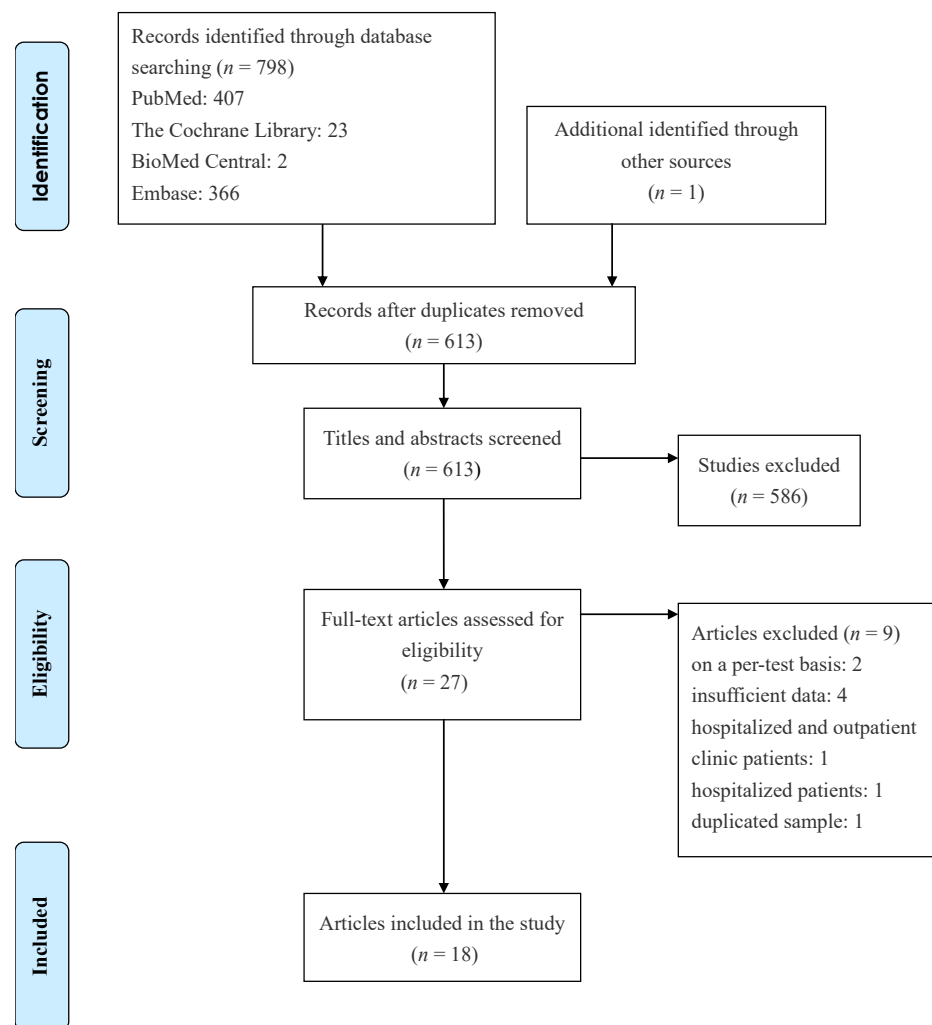 Identification
Records identified through database
searching (n = 798)
PubMed: 407
The Cochrane Library: 23
BioMed Central: 2
Embase: 366
Additional identified through
other sources
(n = 1)
Screening
Records after duplicates removed
(n = 613)
Titles and abstracts screened
(n = 613)
Studies excluded
(n = 586)
Eligibility
Full-text articles assessed for
eligibility
(n = 27)
Articles excluded (n = 9)
on a per-test basis: 2
insufficient data: 4
hospitalized and outpatient
clinic patients: 1
hospitalized patients: 1
duplicated sample: 1
Included
Articles included in the study
(n = 18)